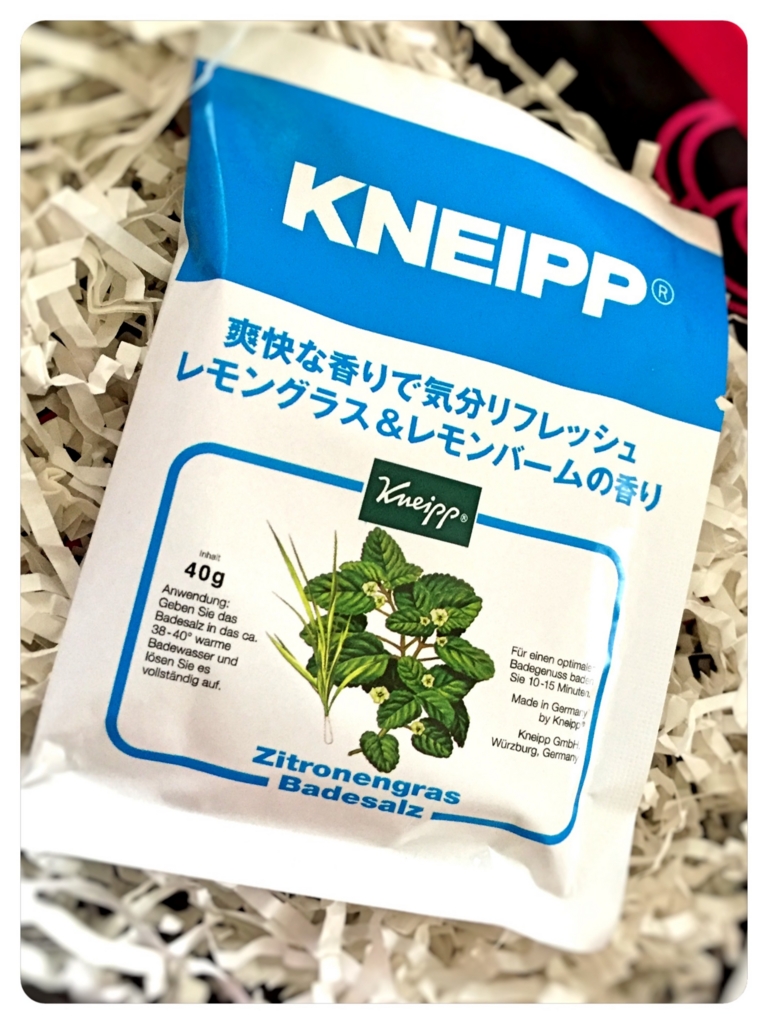 KNEIPP®
爽快な香りで気分リフレッシュ
レモングラス&レモンバームの香り
Kneipp®
Inhalt
40g
Anwendung:
Geben Sie das
Badesalz in das ca.
38-40° warme
Badewasser und
lösen Sie es
vollständig auf.
Für einen optimale
Badegenuss bade
Sie 10-15 Minuten.
Made in Germany
by Kneipp®
Kneipp GmbH
Würzburg, Germany
Zitronengras
Badesalz